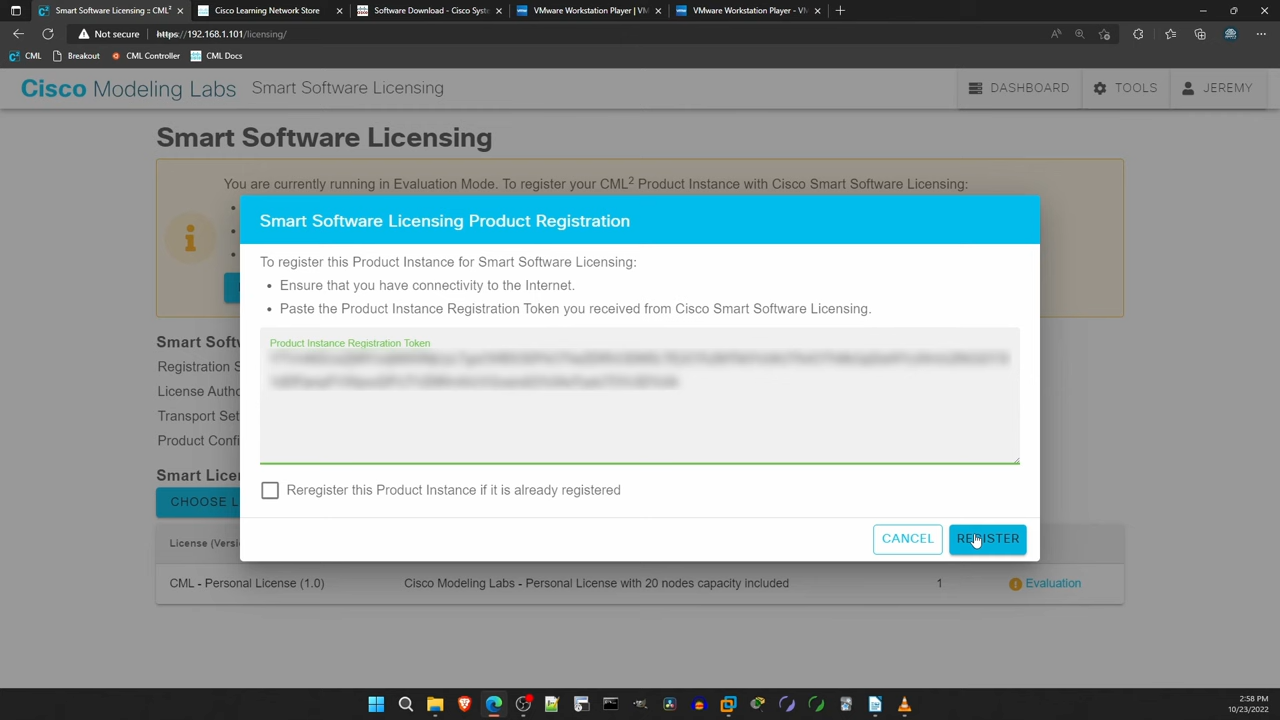 Smart Software Licensing :: CML²
Cisco Learning Network Store
Software Download - Cisco Syst
VMware Workstation Player | VM
VMware Workstation Player - VM
Not secure
https://192.168.1.101/licensing/
CML
Breakout
CML Controller
CML Docs
Cisco Modeling Labs
Smart Software Licensing
DASHBOARD
TOOLS
JEREMY
Smart Software Licensing
You are currently running in Evaluation Mode. To register your CML² Product Instance with Cisco Smart Software Licensing:
Smart Software Licensing Product Registration
To register this Product Instance for Smart Software Licensing:
• Ensure that you have connectivity to the Internet.
• Paste the Product Instance Registration Token you received from Cisco Smart Software Licensing.
Product Instance Registration Token
Reregister this Product Instance if it is already registered
CANCEL
REGISTER
Smart Softw
Registration S
License Autho
Transport Set
Product Confi
Smart Licen
CHOOSE L
License (Versi
CML - Personal License (1.0)
Cisco Modeling Labs - Personal License with 20 nodes capacity included
1
Evaluation
2:58 PM
10/23/2022